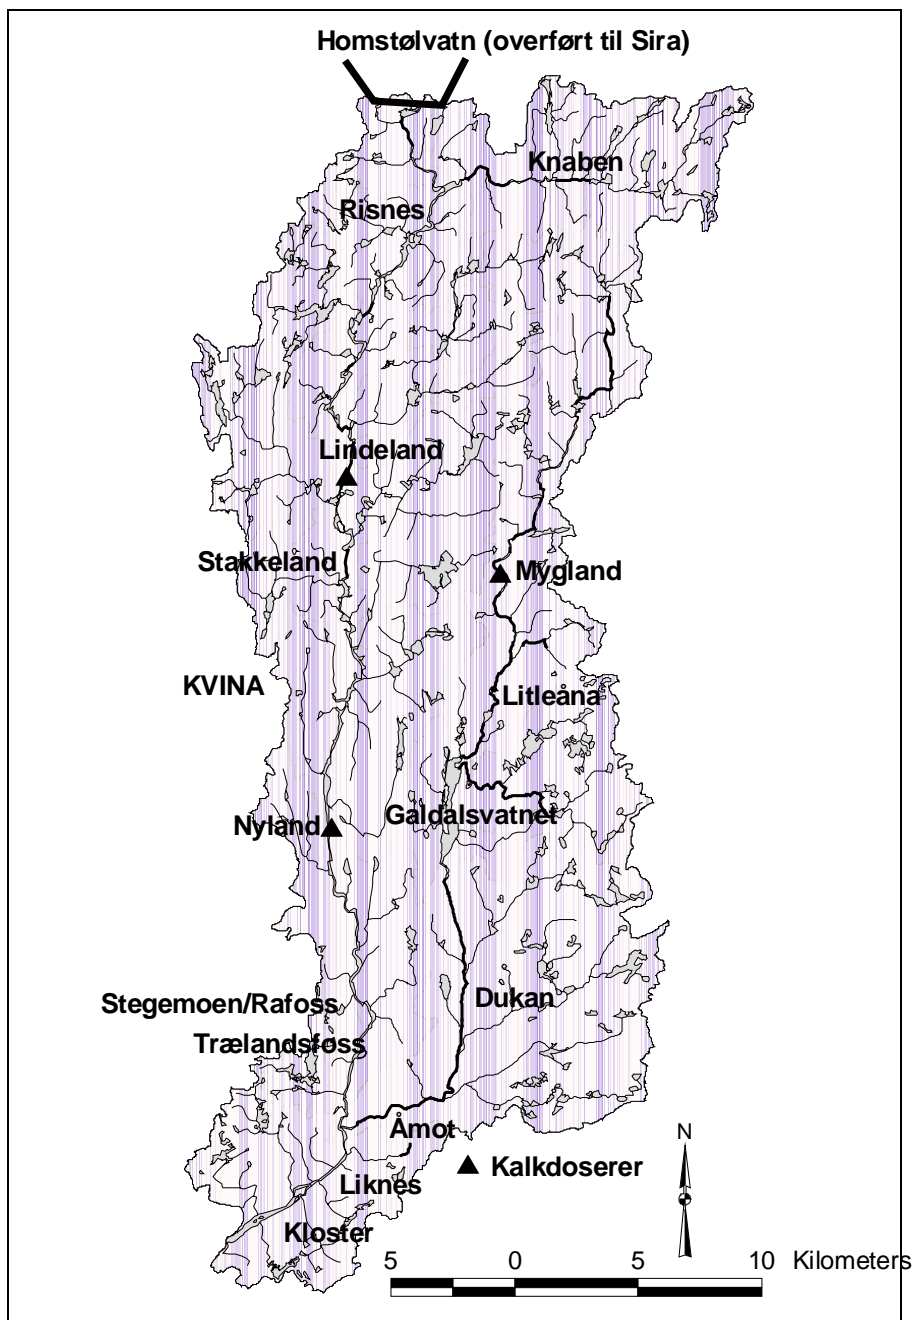 Homstølvatn (overført til Sira)
Knaben
Risnes
Lindeland
Stakkeland
Mygland
KVINA
Litleåna
Galdalsvatnet
Nyland
Dukan
Stegemoen/Rafoss
Trælandsfoss
Åmot
N
Kalkdoserer
Liknes
Kloster
5 0 5 10 Kilometers